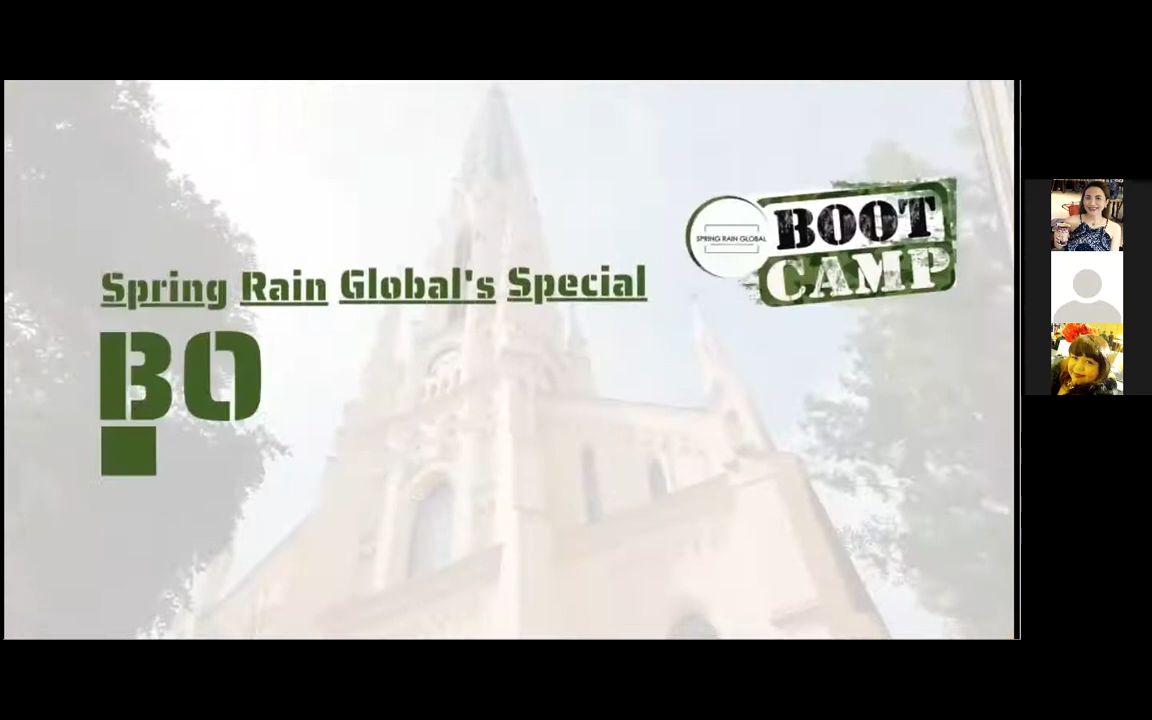 Spring Rain Global's Special
BO
SPRING RAIN GLOBAL
BOOT
CAMP